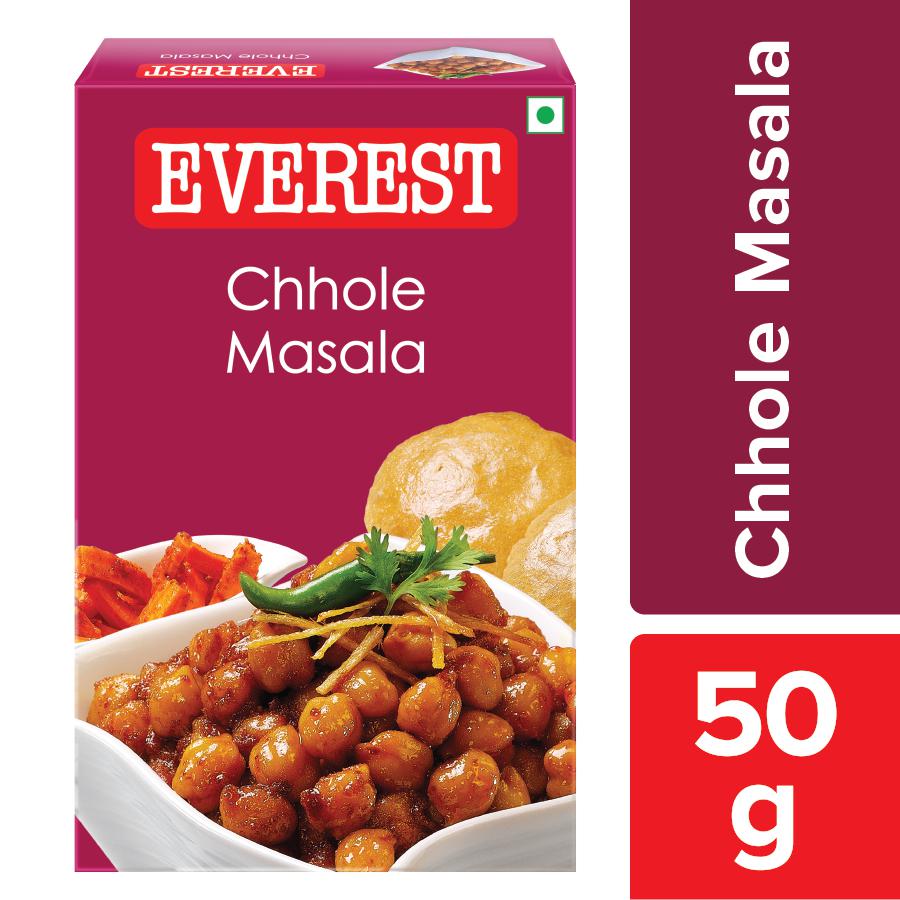 Chhole Masala
EVEREST
EVEREST
Chhole
Masala
Chhole Masala
50
g